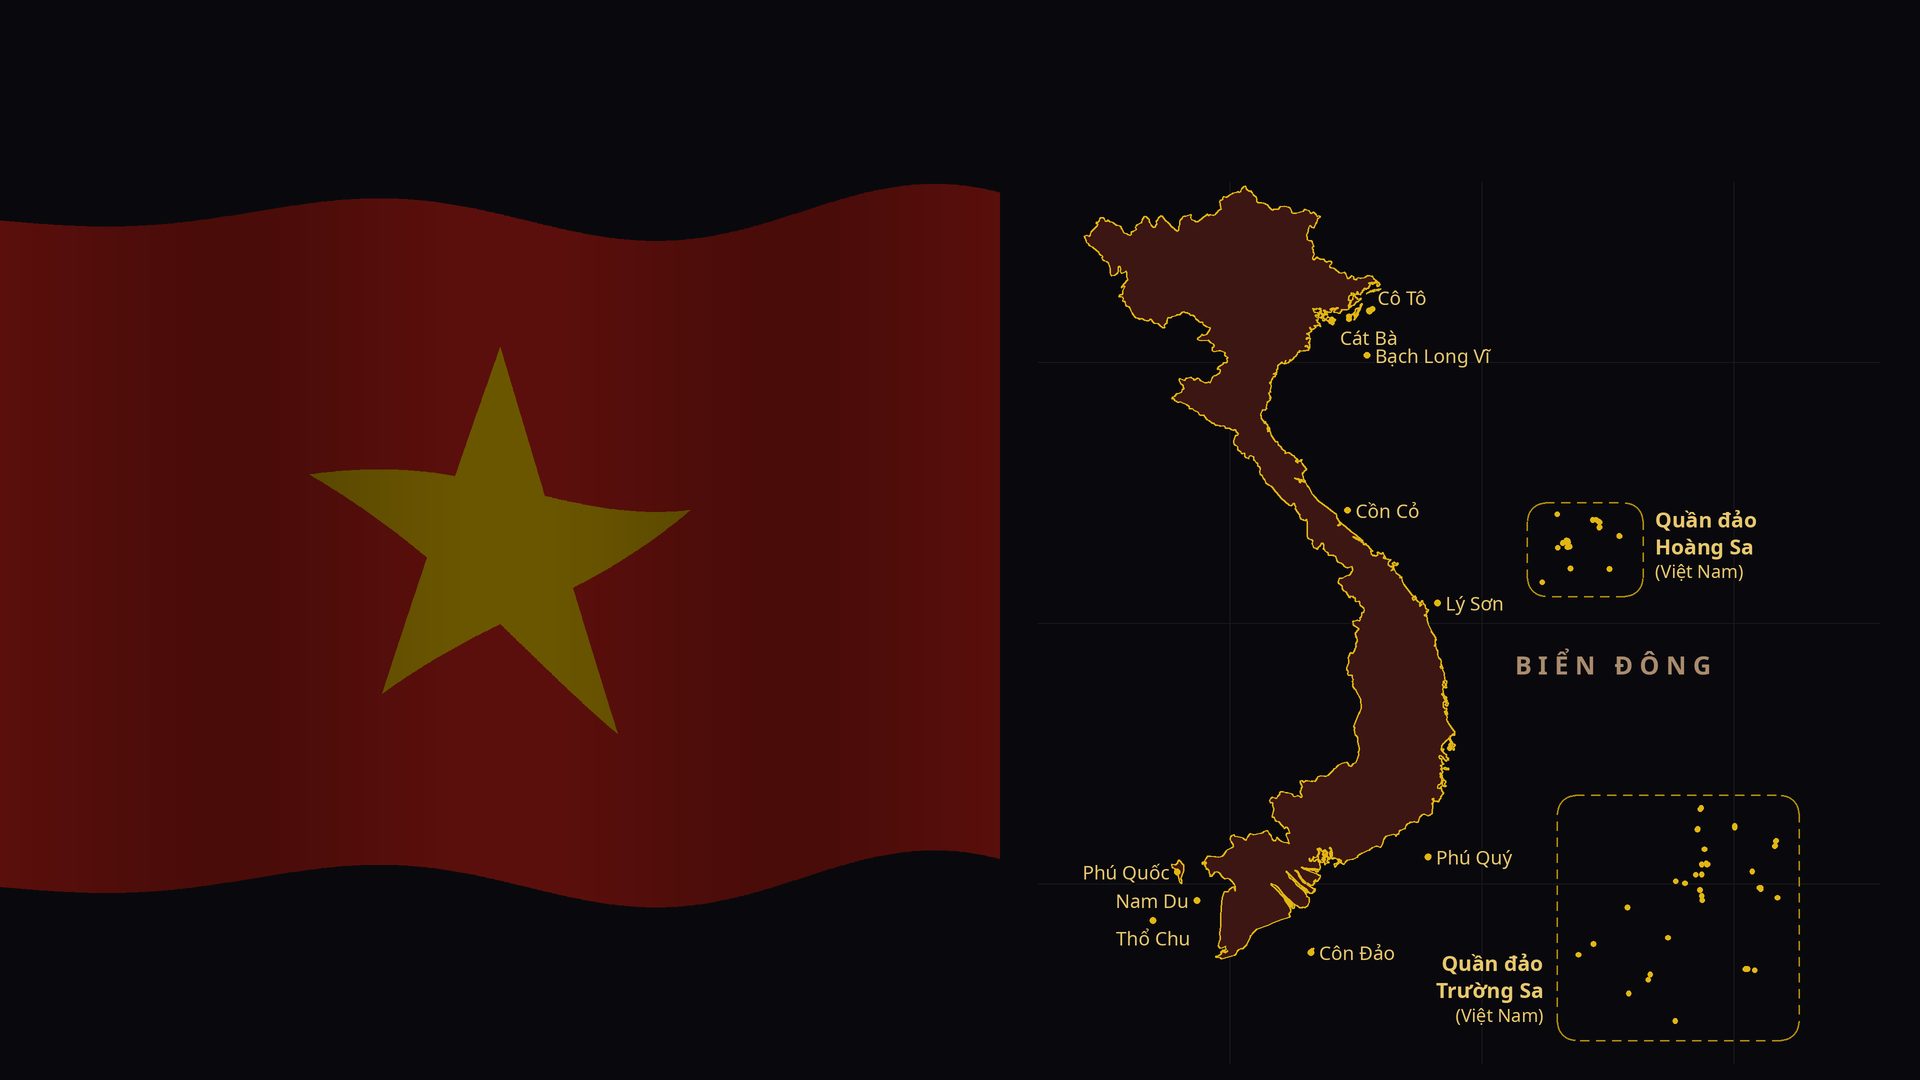 Cô Tô
Cát Bà
Bạch Long Vĩ
Cồn Cỏ
Quần đảo
Hoàng Sa
(Việt Nam)
Lý Sơn
BIỂN ĐÔNG
Phú Quý
Phú Quốc
Nam Du
Thổ Chu
Côn Đảo
Quần đảo
Trường Sa
(Việt Nam)